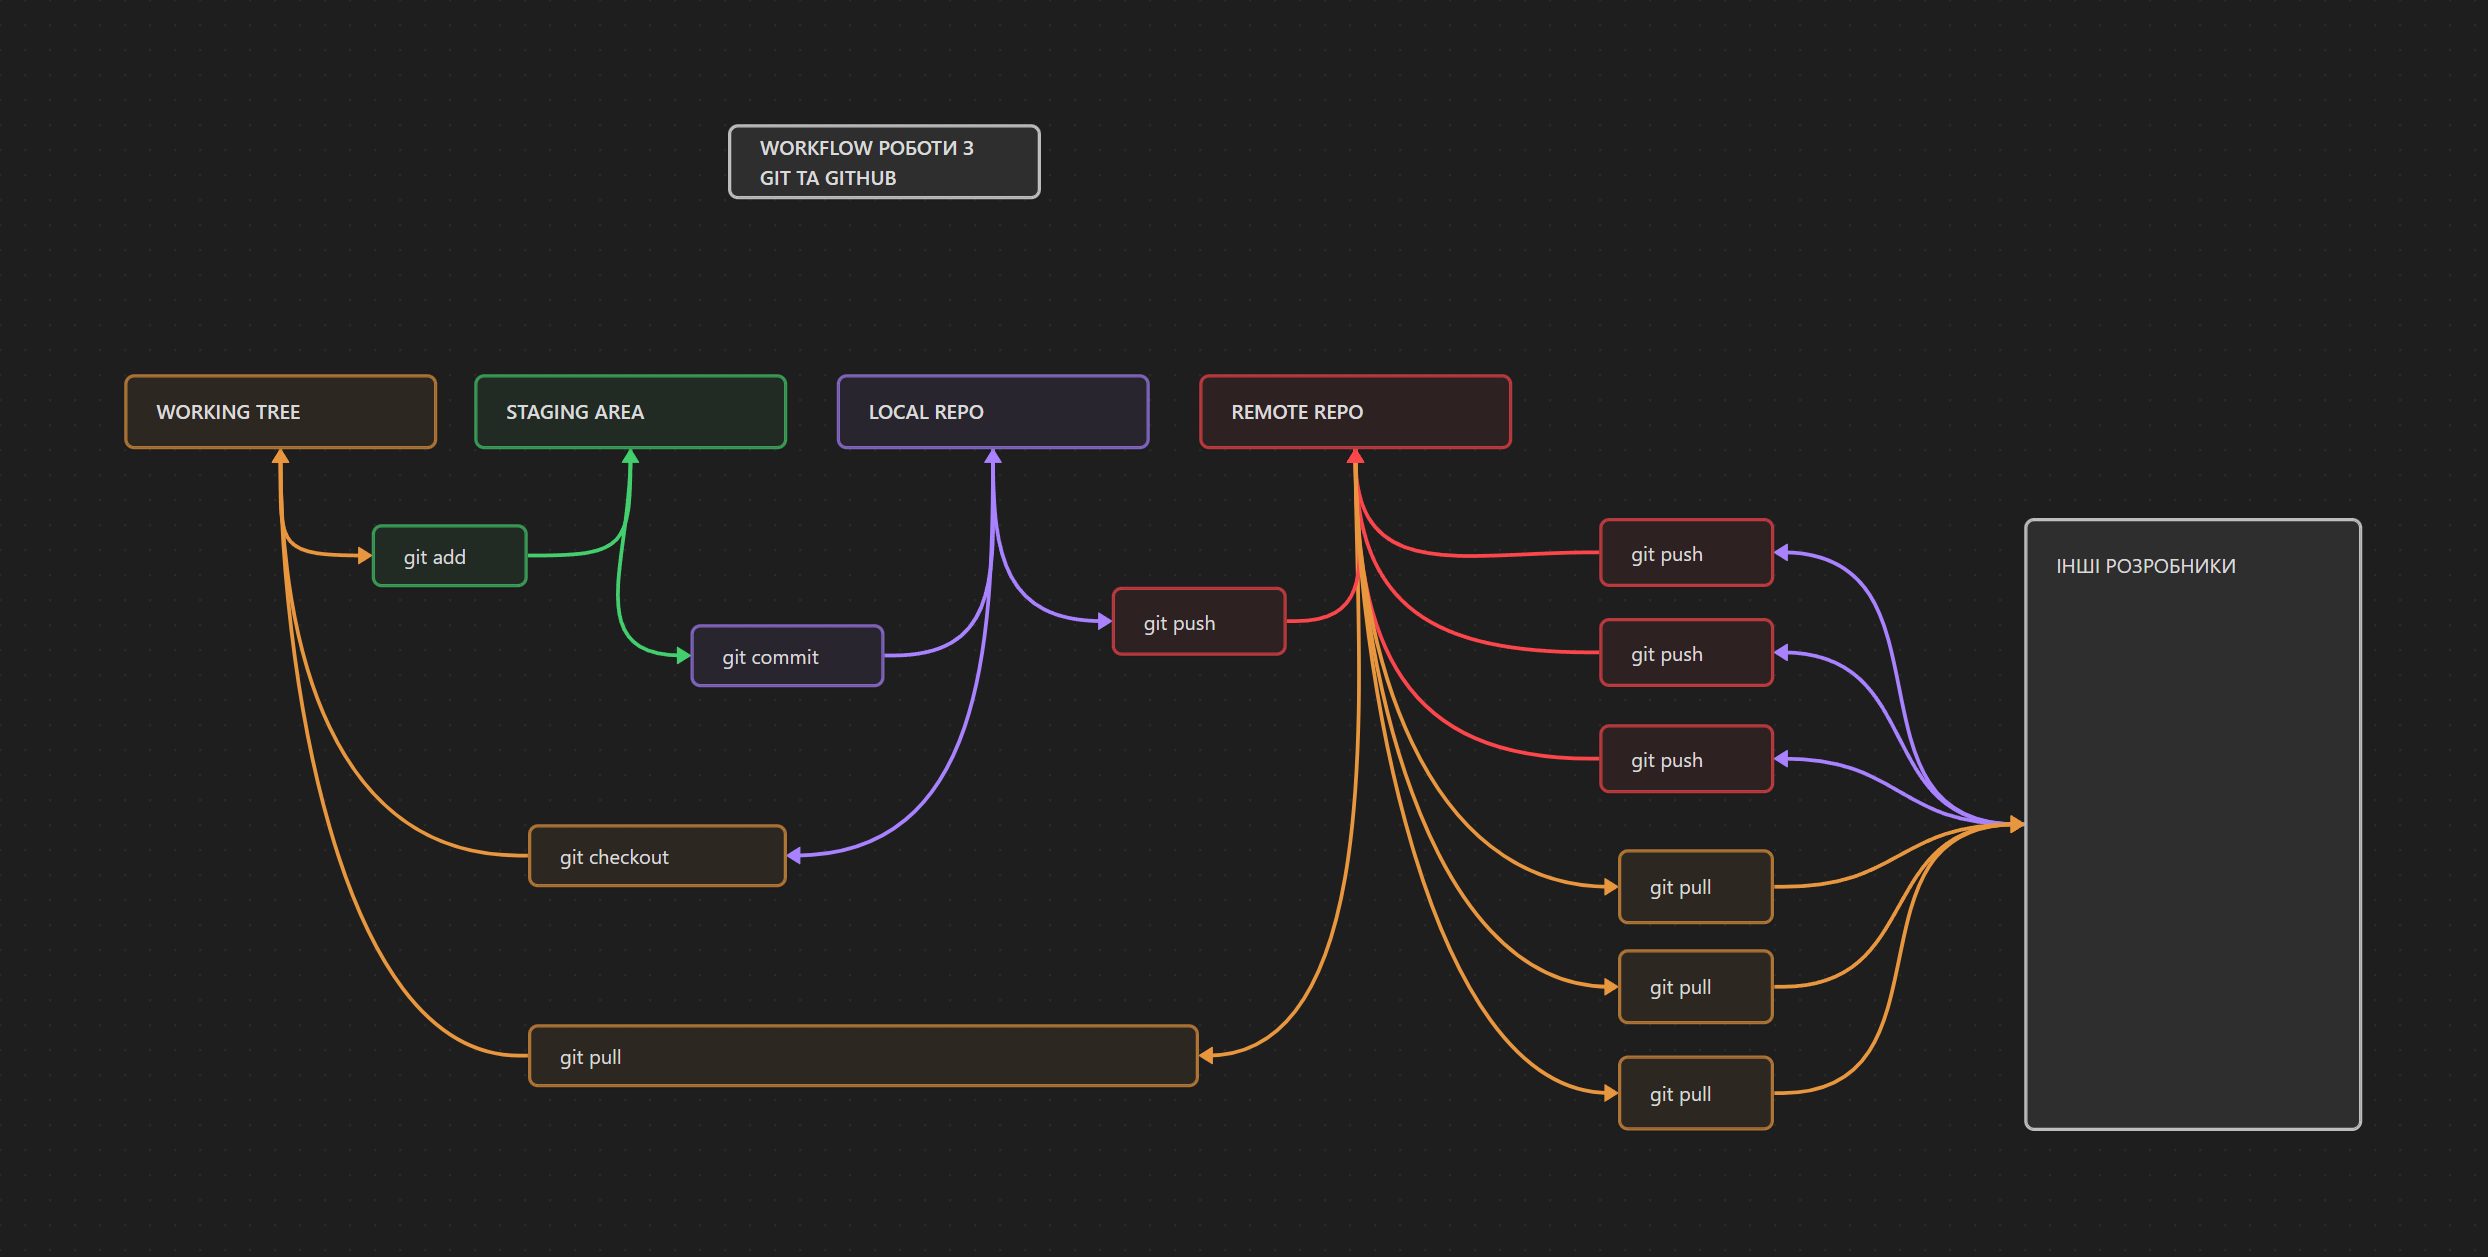 WORKFLOW РОБОТИ З
GIT ТА GITHUB
WORKING TREE
STAGING AREA
LOCAL REPO
REMOTE REPO
git add
git commit
git push
git checkout
git pull
git push
git push
git push
git pull
git pull
git pull
ІНШІ РОЗРОБНИКИ